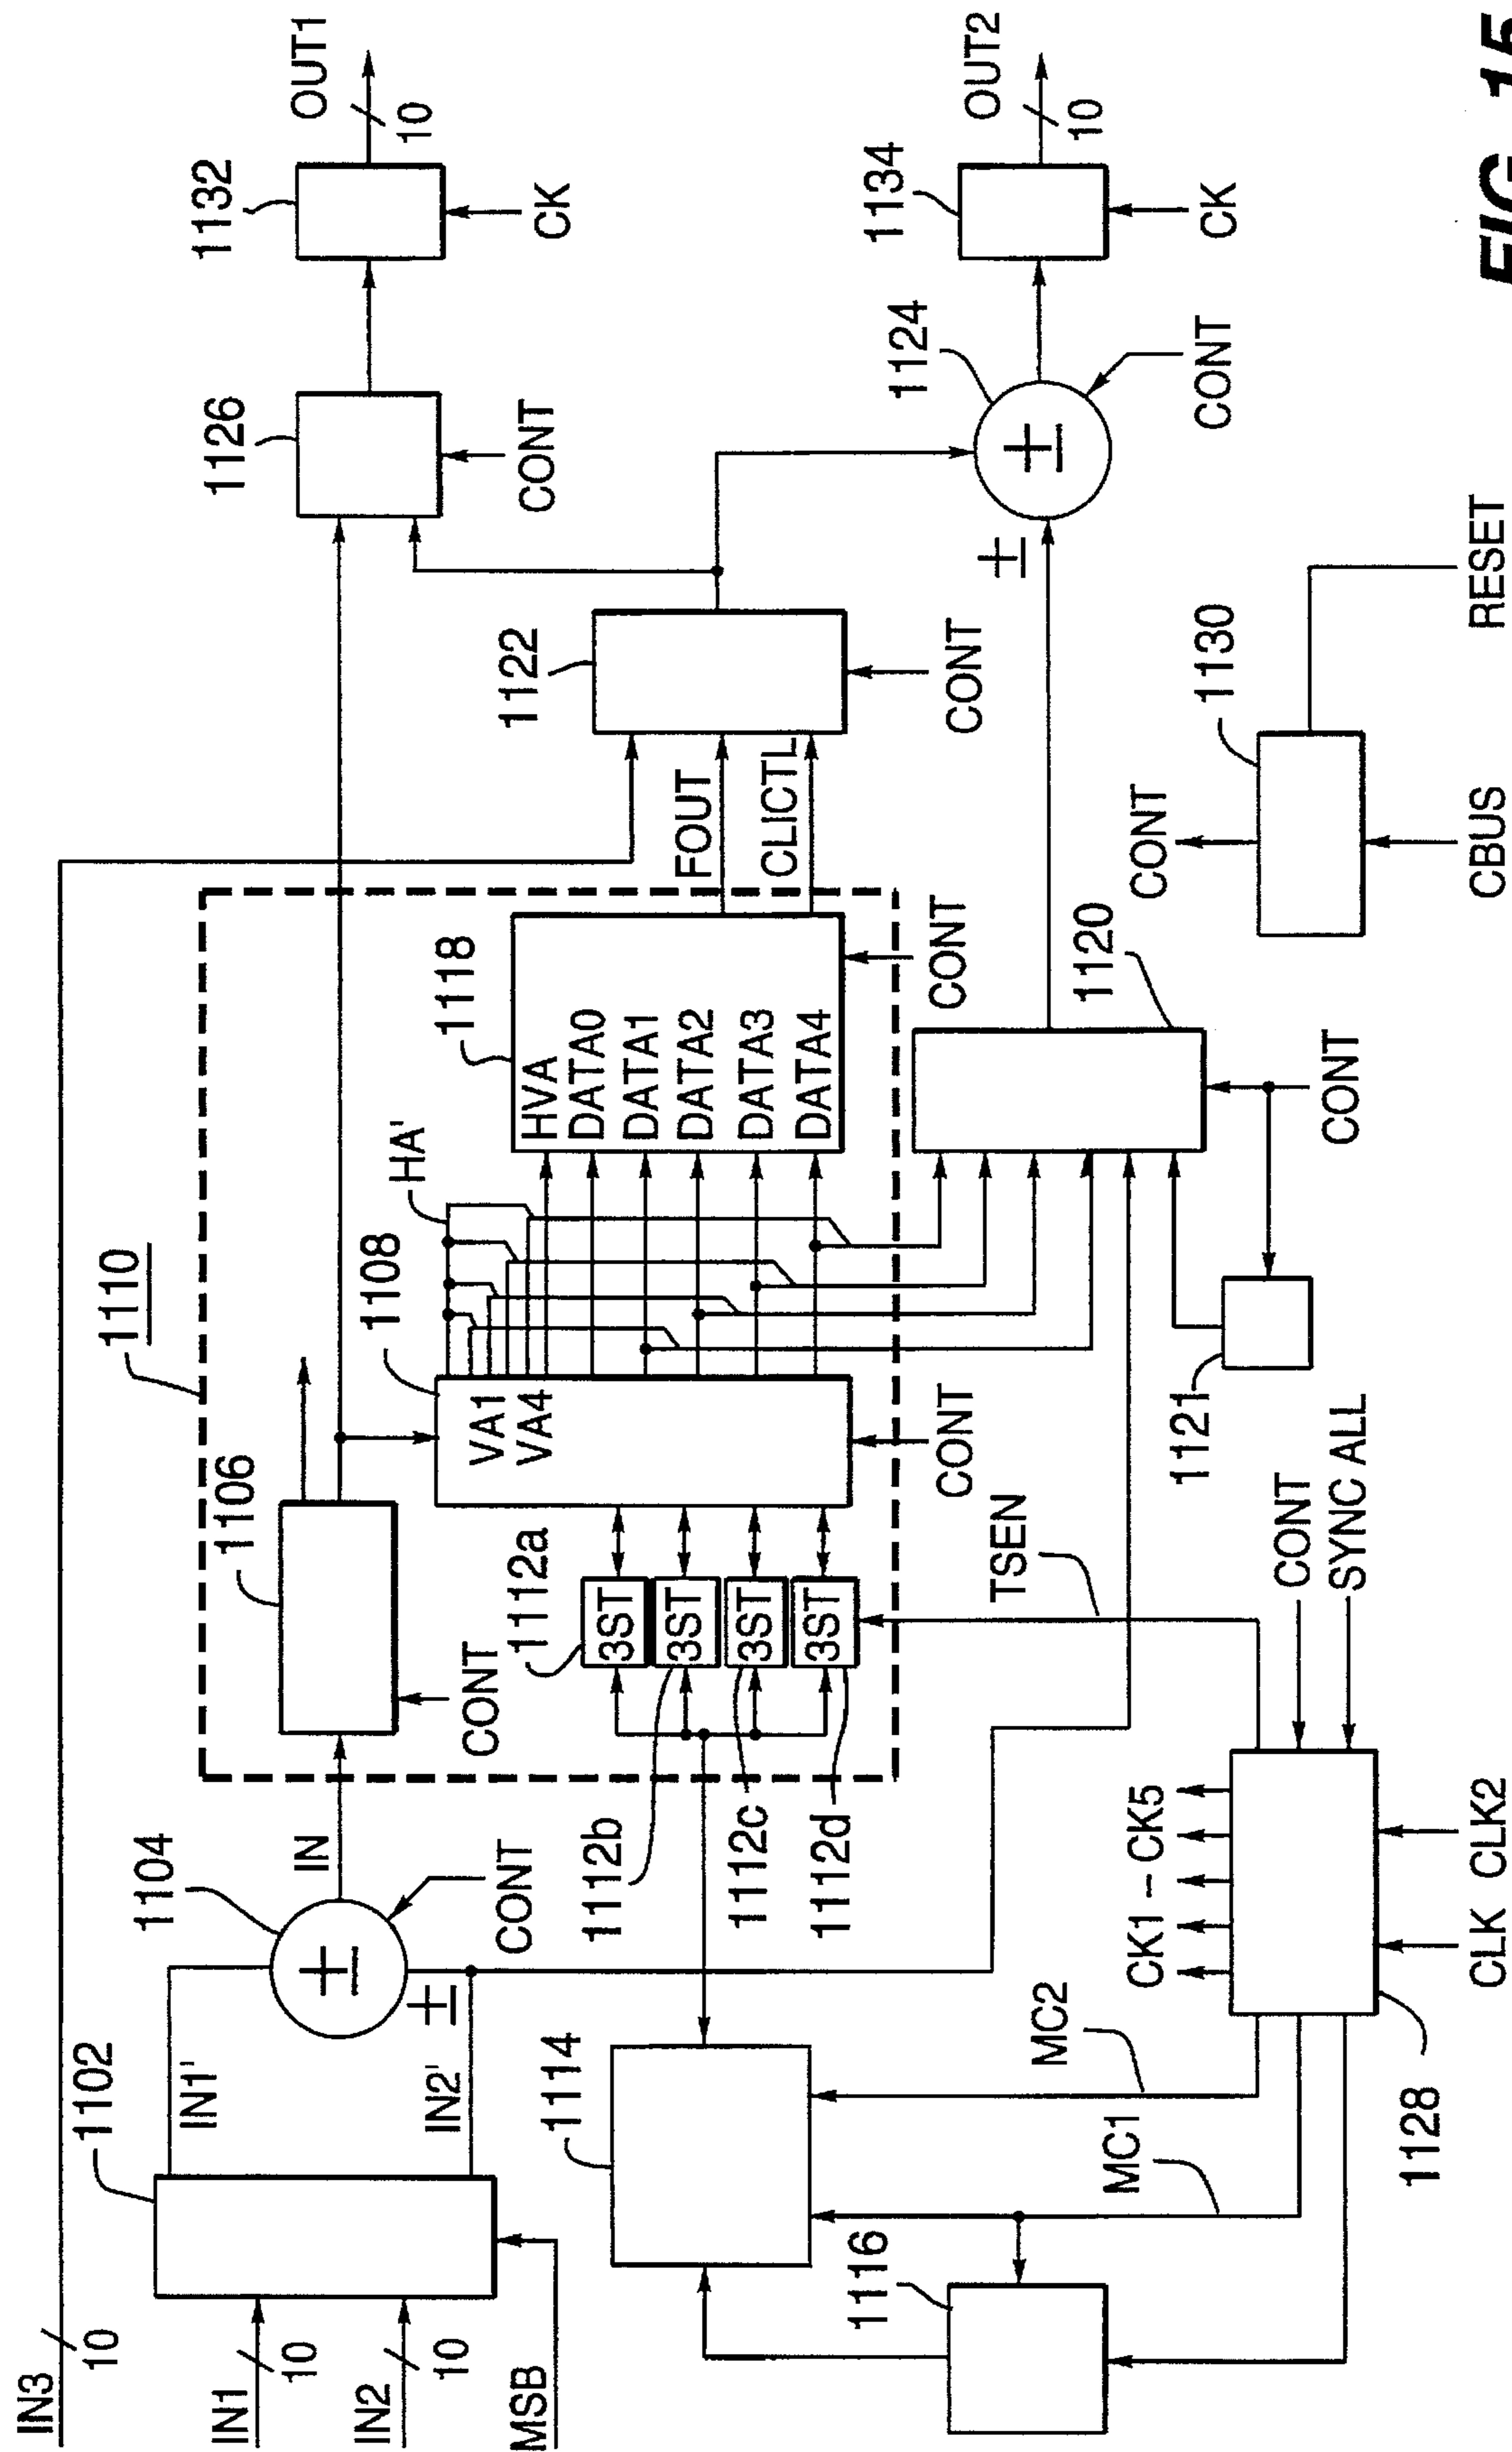 IN3
10
IN1
10
IN2
10
MSB
1102
IN1'
IN2'
1104
±
±
IN
CONT
1110
1106
CONT
1108
VA1
VA4
CONT
HA'
1112a
3ST
3ST
3ST
3ST
1112b
1112c
1112d
1118
HVA
DATA0
DATA1
DATA2
DATA3
DATA4
CONT
FOUT
CLICTL
1122
CONT
1126
CONT
1132
CK
OUT1
10
1124
±
±
CONT
1134
CK
OUT2
10
1120
CONT
1121
1114
1116
MC2
MC1
1128
CK1 – CK5
CLK CLK2
TSEN
CONT
SYNC ALL
1130
CONT
CBUS
RESET
FIG. 15